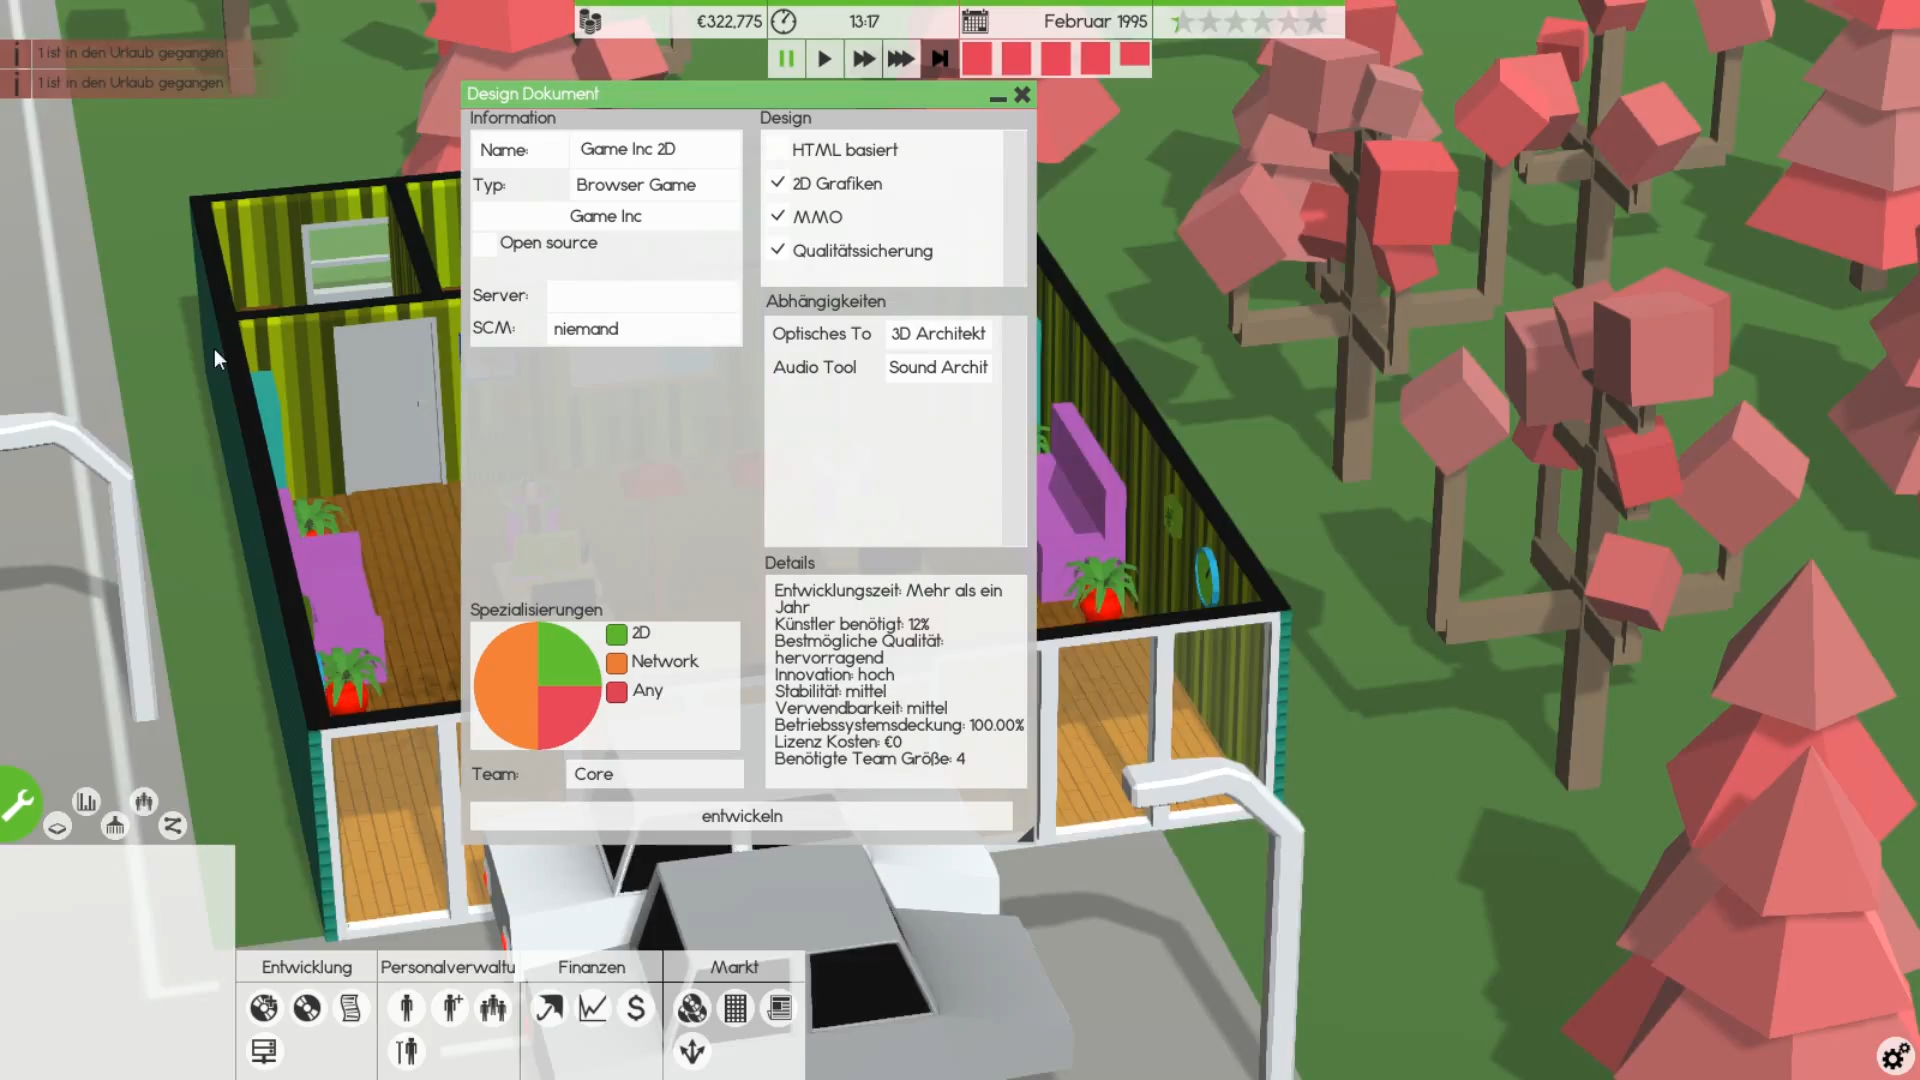 €322,775
13:17
Februar 1995
1 ist in den Urlaub gegangen
1 ist in den Urlaub gegangen
Design Dokument
Information
Name: Game Inc 2D
Typ: Browser Game
Game Inc
Open source
Server:
SCM: niemand
Design
HTML basiert
2D Grafiken
MMO
Qualitätssicherung
Abhängigkeiten
Optisches To 3D Architekt
Audio Tool Sound Archit
Details
Entwicklungszeit: Mehr als ein
Jahr
Künstler benötigt: 12%
Bestmögliche Qualität:
hervorragend
Innovation: hoch
Stabilität: mittel
Verwendbarkeit: mittel
Betriebssystemsdeckung: 100.00%
Lizenz Kosten: €0
Benötigte Team Größe: 4
Spezialisierungen
2D
Network
Any
Team: Core
entwickeln
Entwicklung
Personalverwaltu
Finanzen
Markt